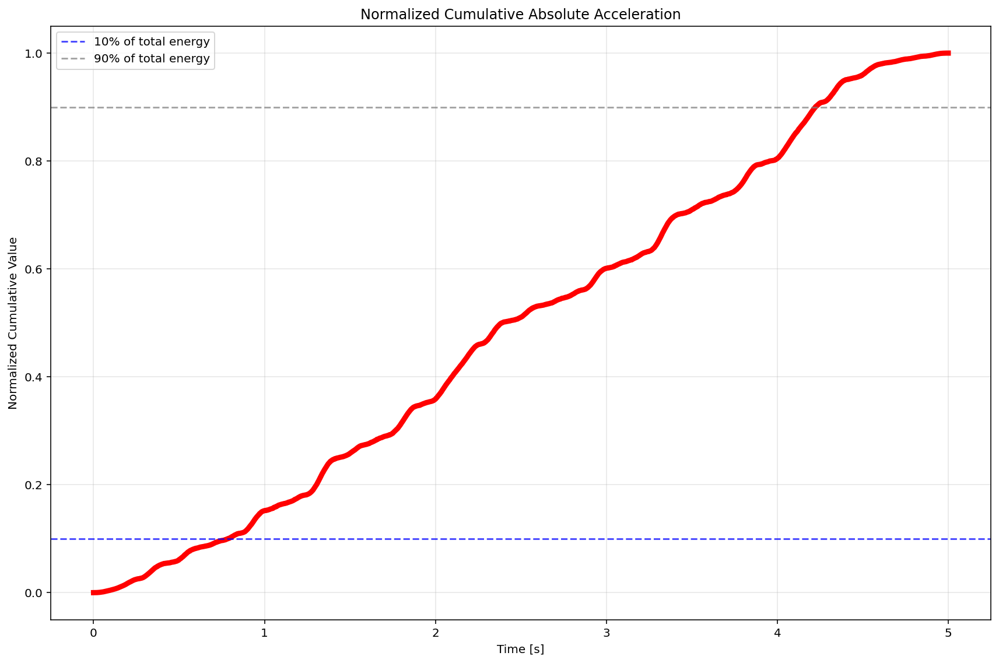 Normalized Cumulative Absolute Acceleration
10% of total energy
90% of total energy
Normalized Cumulative Value
1.0
0.8
0.6
0.4
0.2
0.0
0 1 2 3 4 5
Time [s]